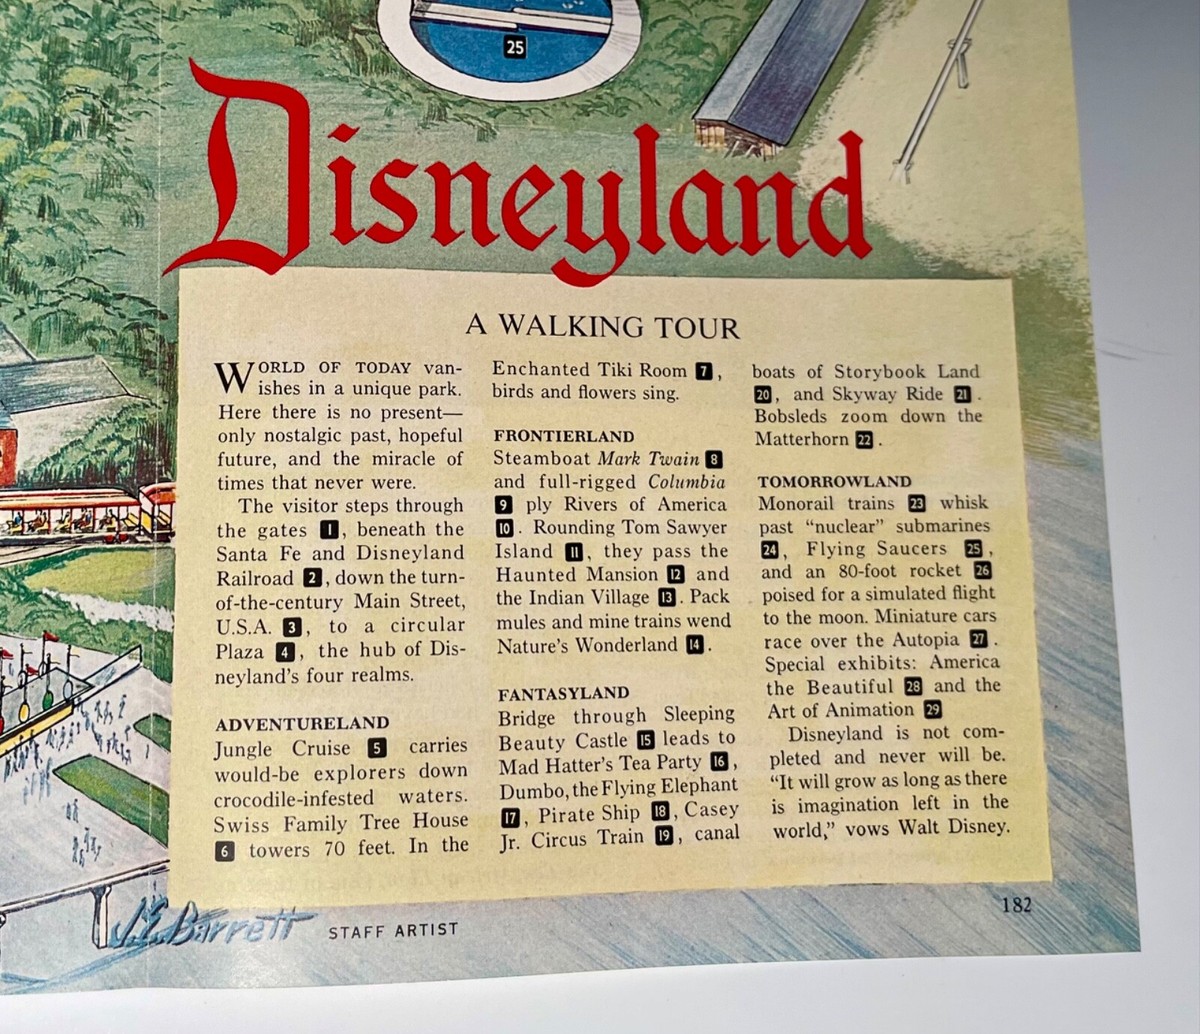 25
Disneyland
A WALKING TOUR
WORLD OF TODAY van-
ishes in a unique park.
Here there is no present—
only nostalgic past, hopeful
future, and the miracle of
times that never were.
The visitor steps through
the gates 1, beneath the
Santa Fe and Disneyland
Railroad 2, down the turn-
of-the-century Main Street,
U.S.A. 3, to a circular
Plaza 4, the hub of Dis-
neyland's four realms.
ADVENTURELAND
Jungle Cruise 5 carries
would-be explorers down
crocodile-infested waters.
Swiss Family Tree House
6 towers 70 feet. In the
Enchanted Tiki Room 7,
birds and flowers sing.
FRONTIERLAND
Steamboat Mark Twain 8
and full-rigged Columbia
9 ply Rivers of America
10. Rounding Tom Sawyer
Island 11, they pass the
Haunted Mansion 12 and
the Indian Village 13. Pack
mules and mine trains wend
Nature's Wonderland 14.
FANTASYLAND
Bridge through Sleeping
Beauty Castle 15 leads to
Mad Hatter's Tea Party 16,
Dumbo, the Flying Elephant
17, Pirate Ship 18, Casey
Jr. Circus Train 19, canal
boats of Storybook Land
20, and Skyway Ride 21.
Bobsleds zoom down the
Matterhorn 22.
TOMORROWLAND
Monorail trains 23 whisk
past "nuclear" submarines
24, Flying Saucers 25,
and an 80-foot rocket 26
poised for a simulated flight
to the moon. Miniature cars
race over the Autopia 27.
Special exhibits: America
the Beautiful 28 and the
Art of Animation 29
Disneyland is not com-
pleted and never will be.
"It will grow as long as there
is imagination left in the
world," vows Walt Disney.
J.E. Barrett STAFF ARTIST
182